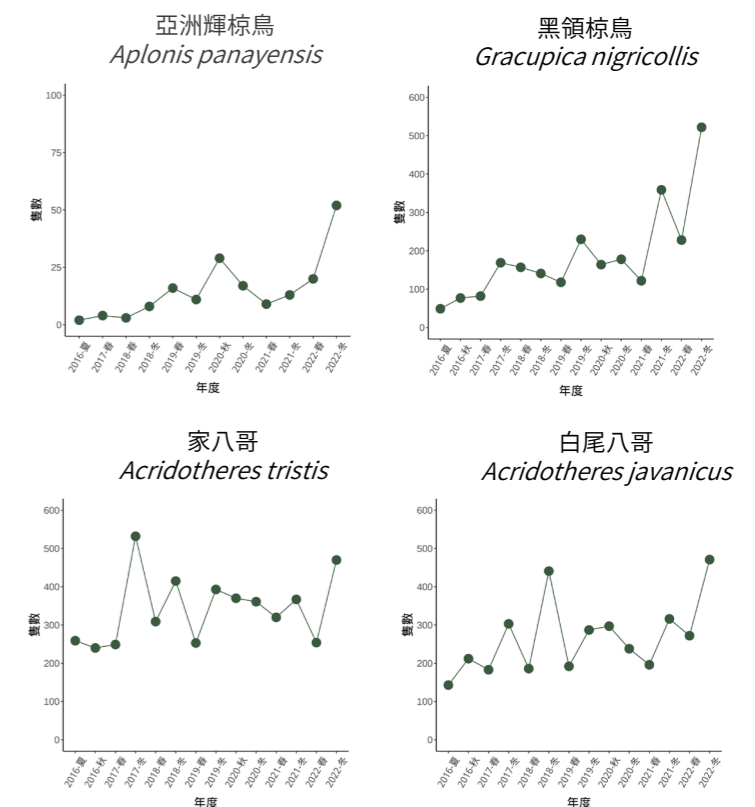 亞洲輝椋鳥
Aplonis panayensis
100
75
50
25
0
隻數
2016-夏
2017-春
2018-春
2018-冬
2019-春
2019-冬
2020-秋
2020-冬
2021-春
2021-冬
2022-春
2022-冬
年度
黑領椋鳥
Gracupica nigricollis
600
500
400
300
200
100
0
隻數
2016-夏
2016-秋
2017-春
2017-冬
2018-春
2018-冬
2019-春
2019-冬
2020-秋
2020-冬
2021-春
2021-冬
2022-春
2022-冬
年度
家八哥
Acridotheres tristis
600
500
400
300
200
100
0
隻數
2016-夏
2016-秋
2017-春
2017-冬
2018-春
2018-冬
2019-春
2019-冬
2020-秋
2020-冬
2021-春
2021-冬
2022-春
2022-冬
年度
白尾八哥
Acridotheres javanicus
600
500
400
300
200
100
0
隻數
2016-夏
2016-秋
2017-春
2017-冬
2018-春
2018-冬
2019-春
2019-冬
2020-秋
2020-冬
2021-春
2021-冬
2022-春
2022-冬
年度